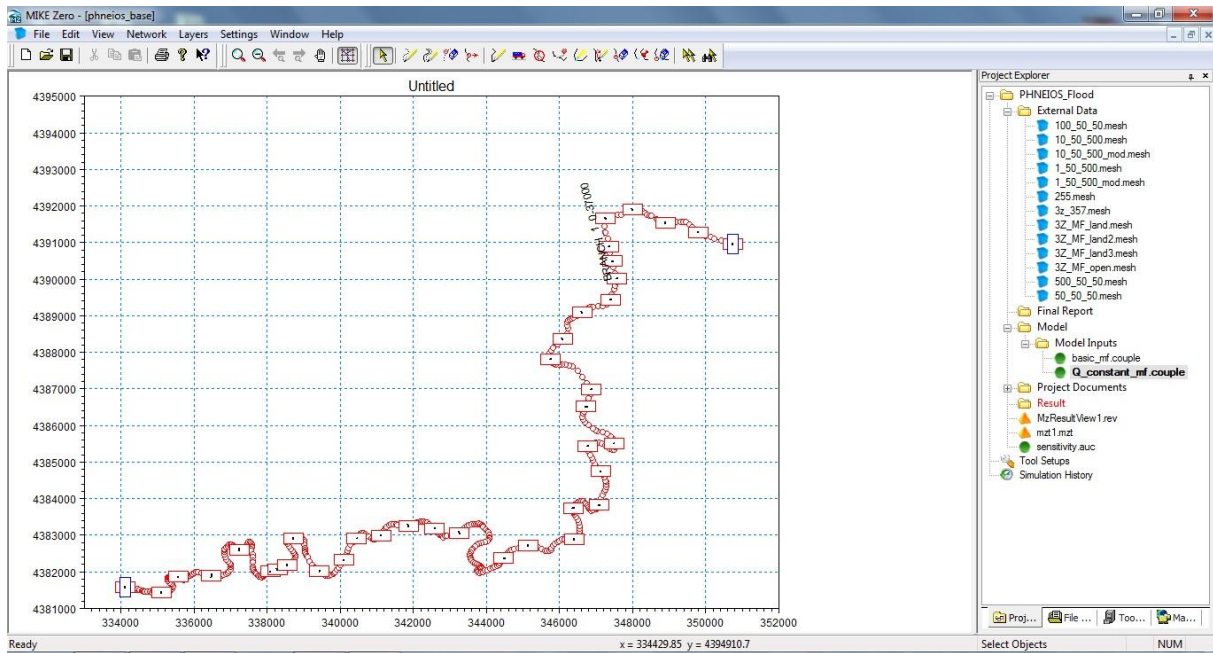 MIKE Zero - [phneios_base]
File Edit View Network Layers Settings Window Help
Untitled
4395000
4394000
4393000
4392000
4391000
4390000
4389000
4388000
4387000
4386000
4385000
4384000
4383000
4382000
4381000
334000 336000 338000 340000 342000 344000 346000 348000 350000 352000
BRANCH 1 0-37000
Project Explorer
PHNEIOS_Flood
External Data
100_50_50.mesh
10_50_500.mesh
10_50_500_mod.mesh
1_50_500.mesh
1_50_500_mod.mesh
255.mesh
3z_357.mesh
3Z_MF_land.mesh
3Z_MF_land2.mesh
3Z_MF_land3.mesh
3Z_MF_open.mesh
500_50_50.mesh
50_50_50.mesh
Final Report
Model
Model Inputs
basic_mf.couple
Q_constant_mf.couple
Project Documents
Result
MzResultView1.rev
mzt1.mzt
sensitivity.auc
Tool Setups
Simulation History
Proj... File ... Too... Ma...
Ready x = 334429.85 y = 4394910.7 Select Objects NUM